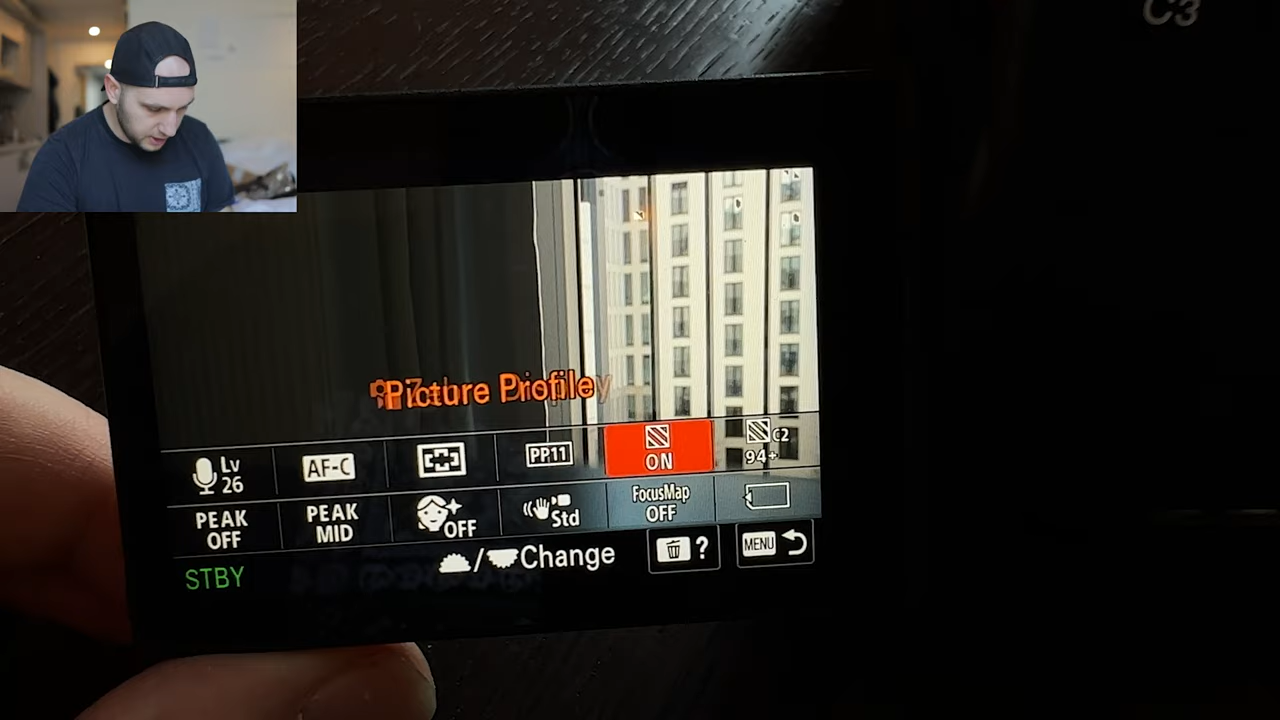 C3
Picture Profile
Lv 26
AF-C
PP11
ON
C2
94+
PEAK OFF
PEAK MID
OFF
Std
FocusMap OFF
/ Change
?
MENU
STBY